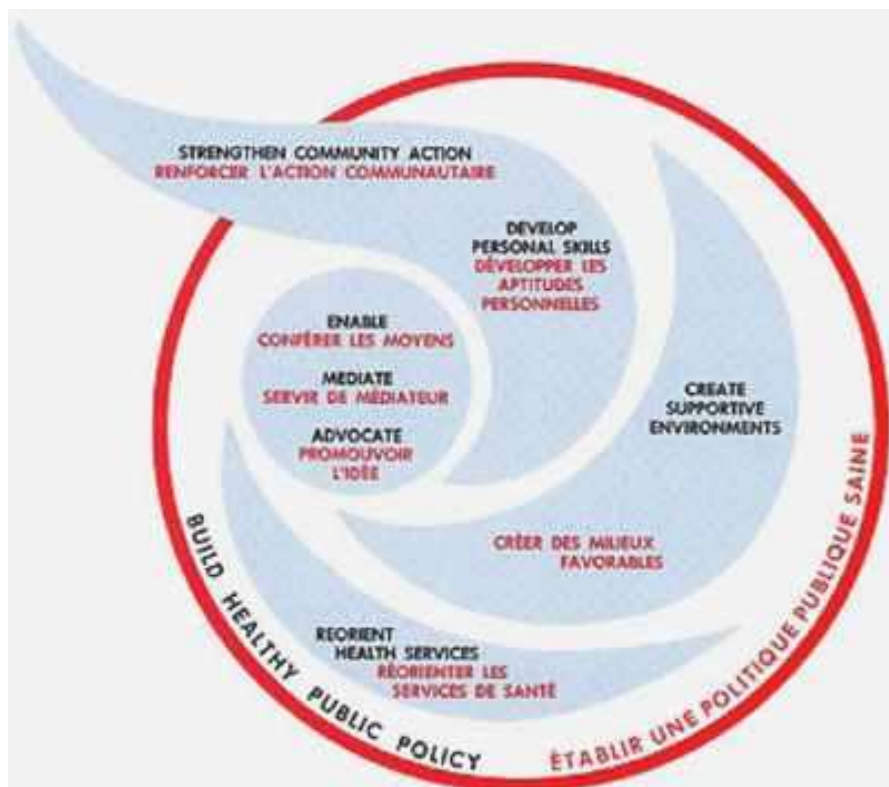 STRENGTHEN COMMUNITY ACTION
RENFORCER L'ACTION COMMUNAUTAIRE
DEVELOP
PERSONAL SKILLS
DÉVELOPPER LES
APTITUDES
PERSONNELLES
ENABLE
CONFÉRER LES MOYENS
MEDIATE
SERVIR DE MÉDIATEUR
ADVOCATE
PROMOUVOIR
L'IDÉE
CREATE
SUPPORTIVE
ENVIRONMENTS
CRÉER DES MILIEUX
FAVORABLES
REORIENT
HEALTH SERVICES
RÉORIENTER LES
SERVICES DE SANTÉ
BUILD HEALTHY PUBLIC POLICY
ÉTABLIR UNE POLITIQUE PUBLIQUE SAINE